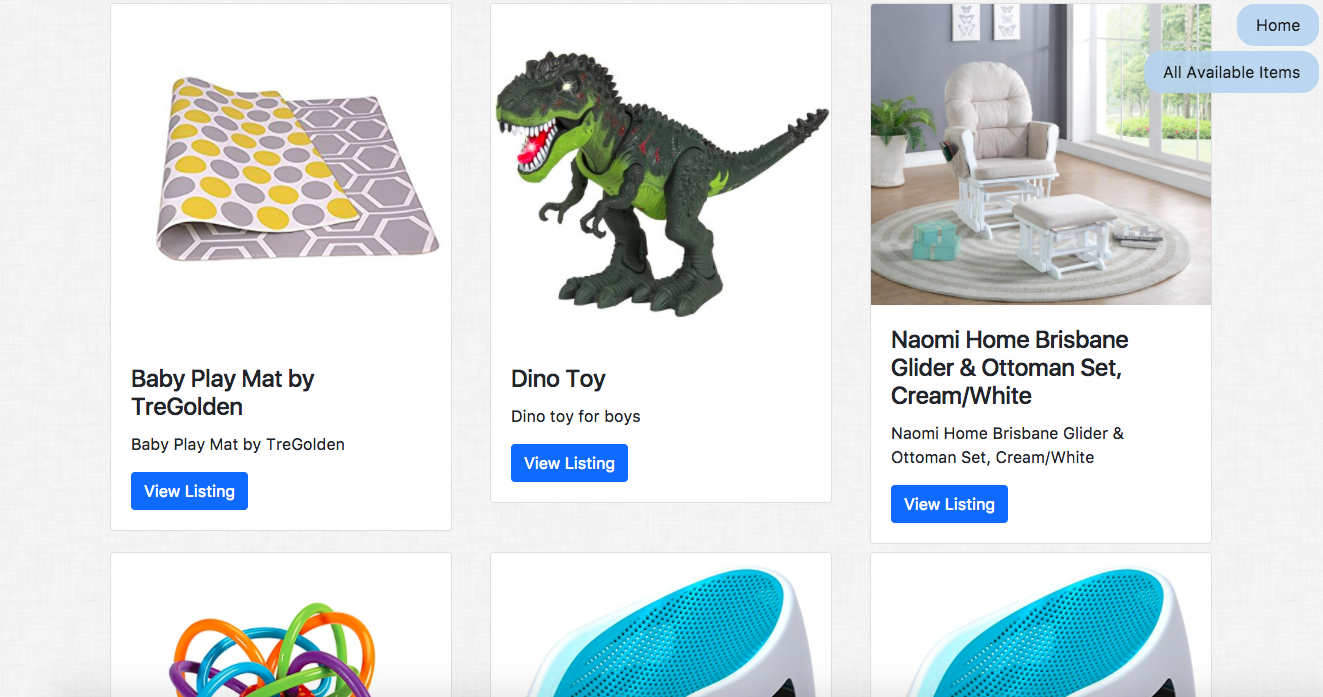 Home
All Available Items
Baby Play Mat by
TreGolden
Baby Play Mat by TreGolden
View Listing
Dino Toy
Dino toy for boys
View Listing
Naomi Home Brisbane
Glider & Ottoman Set,
Cream/White
Naomi Home Brisbane Glider &
Ottoman Set, Cream/White
View Listing